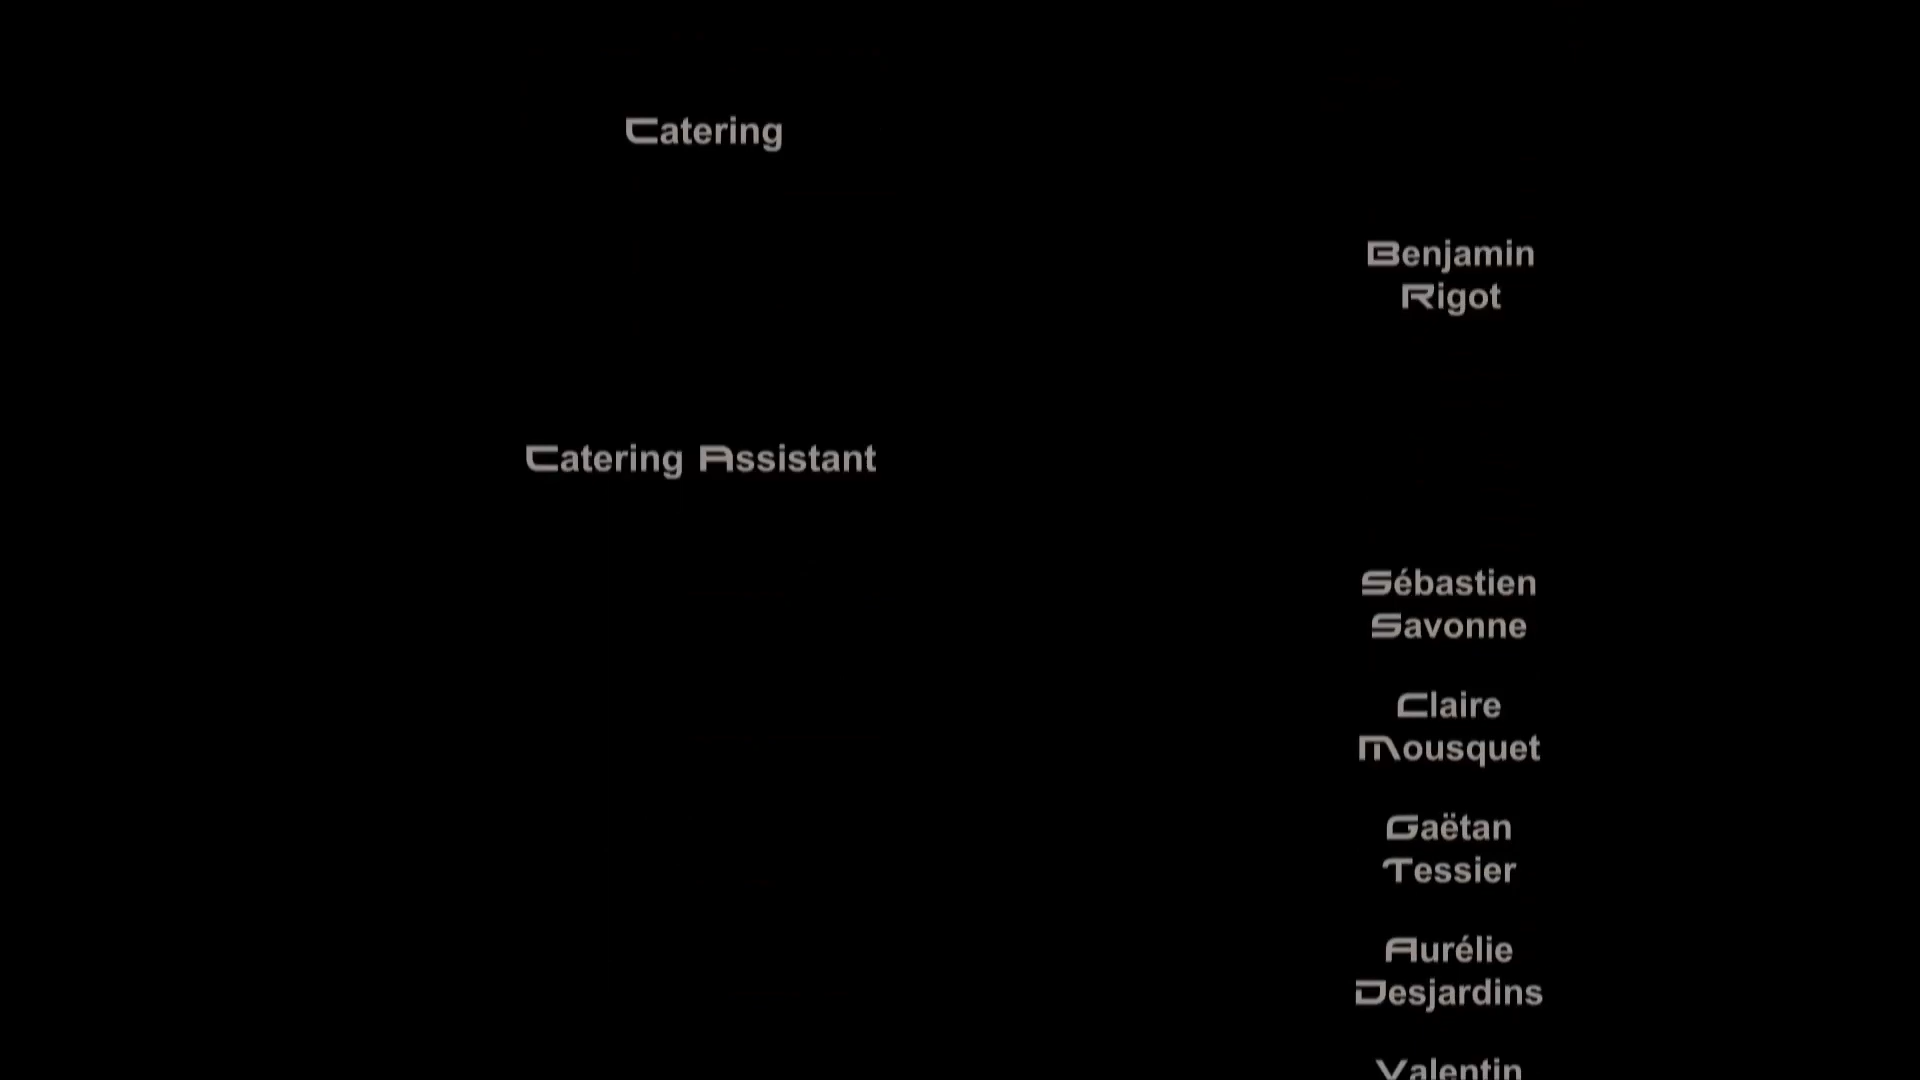 Catering
Benjamin
Rigot
Catering Assistant
Sébastien
Savonne
Claire
Mousquet
Gaëtan
Tessier
Aurélie
Desjardins
Valentin